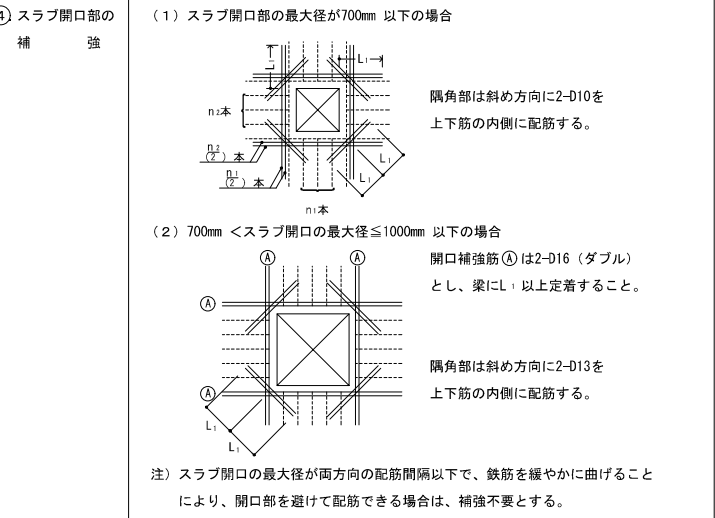 4.スラブ開口部の
補 強
(1)スラブ開口部の最大径が700mm 以下の場合
L1
L1
隅角部は斜め方向に2-D10を
上下筋の内側に配筋する。
n2本
n2/(2) 本
n1/(2) 本
L1
L1
n1本
(2)700mm <スラブ開口の最大径≦1000mm 以下の場合
A
A
開口補強筋Ⓐは2-D16(ダブル)
とし、梁にL1以上定着すること。
A
隅角部は斜め方向に2-D13を
上下筋の内側に配筋する。
A
L1
L1
注)スラブ開口の最大径が両方向の配筋間隔以下で、鉄筋を緩やかに曲げること
により、開口部を避けて配筋できる場合は、補強不要とする。